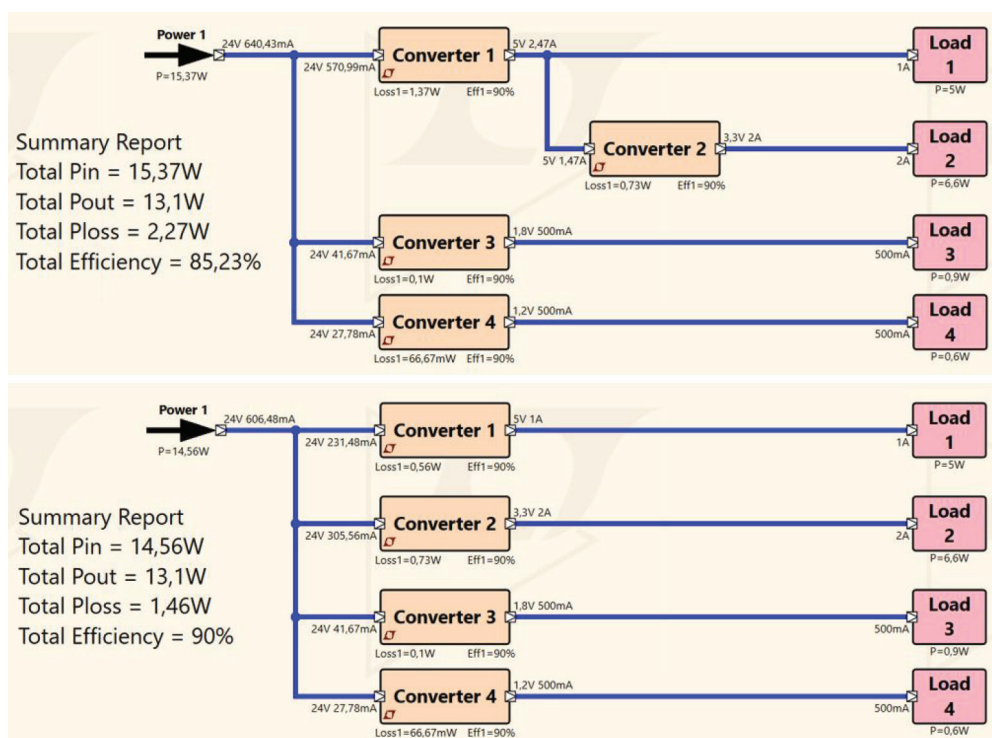 Power 1
24V 640,43mA
P=15,37W
24V 570,99mA
Converter 1
Loss1=1,37W Eff1=90%
5V 2,47A
1A
Load
1
P=5W
5V 1,47A
Converter 2
Loss1=0,73W Eff1=90%
3,3V 2A
2A
Load
2
P=6,6W
Summary Report
Total Pin = 15,37W
Total Pout = 13,1W
Total Ploss = 2,27W
Total Efficiency = 85,23%
24V 41,67mA
Converter 3
Loss1=0,1W Eff1=90%
1,8V 500mA
500mA
Load
3
P=0,9W
24V 27,78mA
Converter 4
Loss1=66,67mW Eff1=90%
1,2V 500mA
500mA
Load
4
P=0,6W
Power 1
24V 606,48mA
P=14,56W
24V 231,48mA
Converter 1
Loss1=0,56W Eff1=90%
5V 1A
1A
Load
1
P=5W
24V 305,56mA
Converter 2
Loss1=0,73W Eff1=90%
3,3V 2A
2A
Load
2
P=6,6W
Summary Report
Total Pin = 14,56W
Total Pout = 13,1W
Total Ploss = 1,46W
Total Efficiency = 90%
24V 41,67mA
Converter 3
Loss1=0,1W Eff1=90%
1,8V 500mA
500mA
Load
3
P=0,9W
24V 27,78mA
Converter 4
Loss1=66,67mW Eff1=90%
1,2V 500mA
500mA
Load
4
P=0,6W